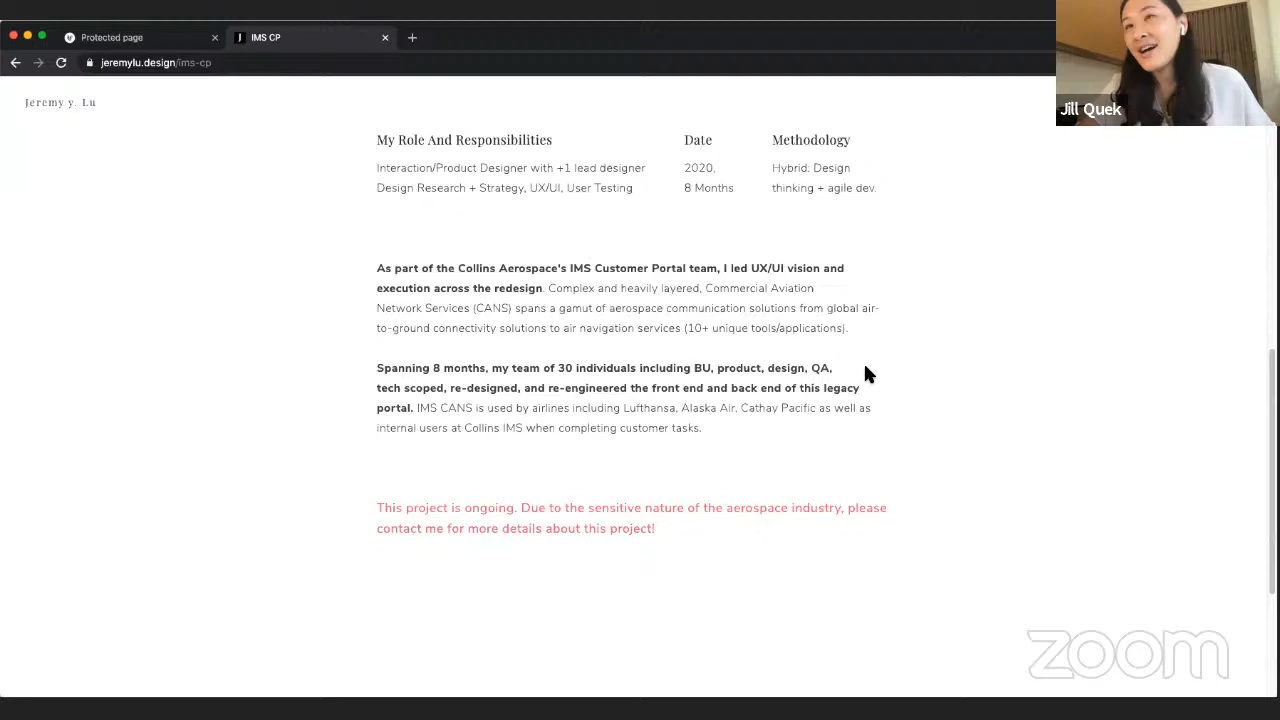 Protected page
J IMS CP
jeremylu.design/ims-cp
Jill Quek
Jeremy y. Lu
My Role And Responsibilities
Interaction/Product Designer with +1 lead designer
Design Research + Strategy, UX/UI, User Testing
Date
2020,
8 Months
Methodology
Hybrid: Design
thinking + agile dev.
As part of the Collins Aerospace's IMS Customer Portal team, I led UX/UI vision and
execution across the redesign. Complex and heavily layered, Commercial Aviation
Network Services (CANS) spans a gamut of aerospace communication solutions from global air-
to-ground connectivity solutions to air navigation services (10+ unique tools/applications).
Spanning 8 months, my team of 30 individuals including BU, product, design, QA,
tech scoped, re-designed, and re-engineered the front end and back end of this legacy
portal. IMS CANS is used by airlines including Lufthansa, Alaska Air, Cathay Pacific as well as
internal users at Collins IMS when completing customer tasks.
This project is ongoing. Due to the sensitive nature of the aerospace industry, please
contact me for more details about this project!
zoom